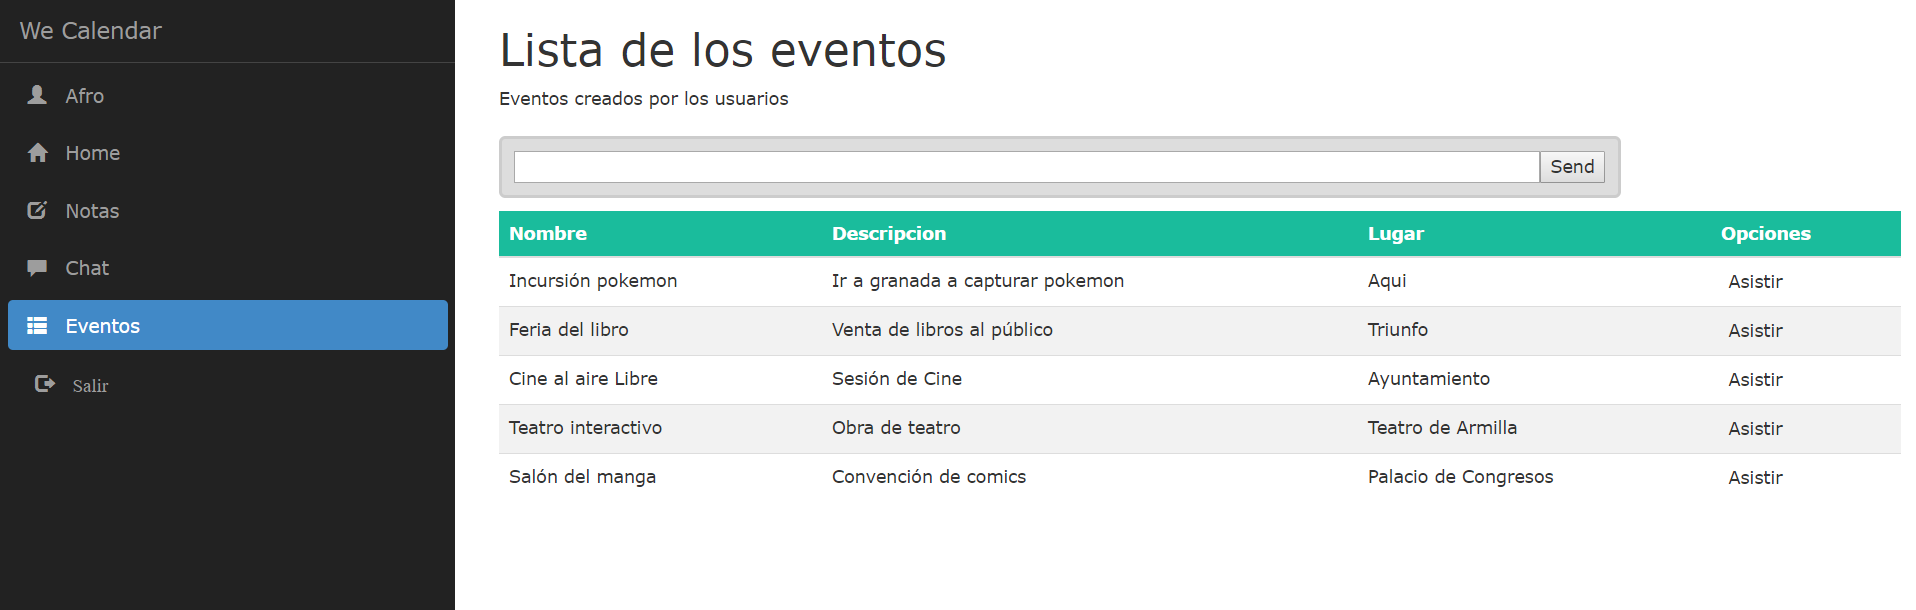 We Calendar
Afro
Home
Notas
Chat
Eventos
Salir
Lista de los eventos
Eventos creados por los usuarios
Send
Nombre Descripcion Lugar Opciones
Incursión pokemon Ir a granada a capturar pokemon Aqui Asistir
Feria del libro Venta de libros al público Triunfo Asistir
Cine al aire Libre Sesión de Cine Ayuntamiento Asistir
Teatro interactivo Obra de teatro Teatro de Armilla Asistir
Salón del manga Convención de comics Palacio de Congresos Asistir